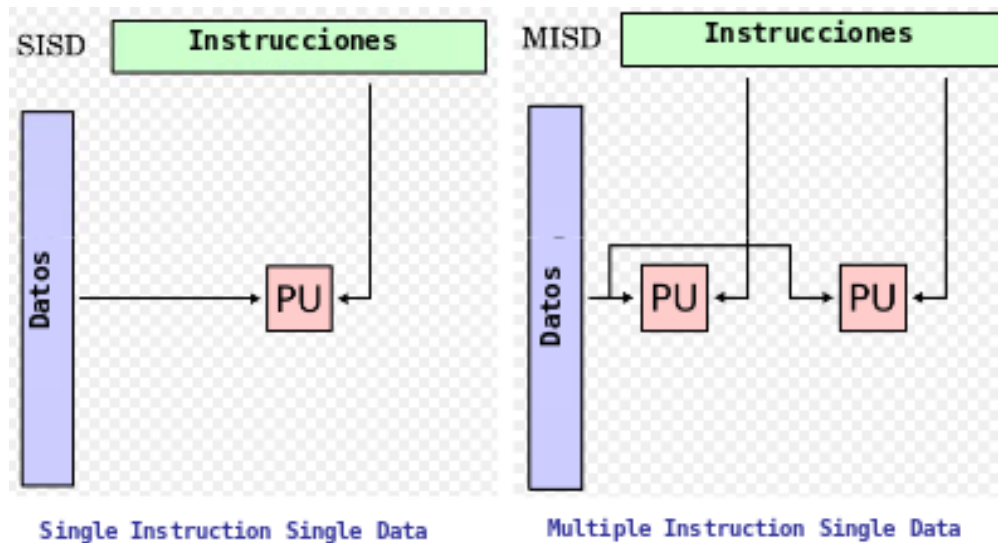 SISD
Instrucciones
Datos
PU
Single Instruction Single Data
MISD
Instrucciones
Datos
PU
PU
Multiple Instruction Single Data